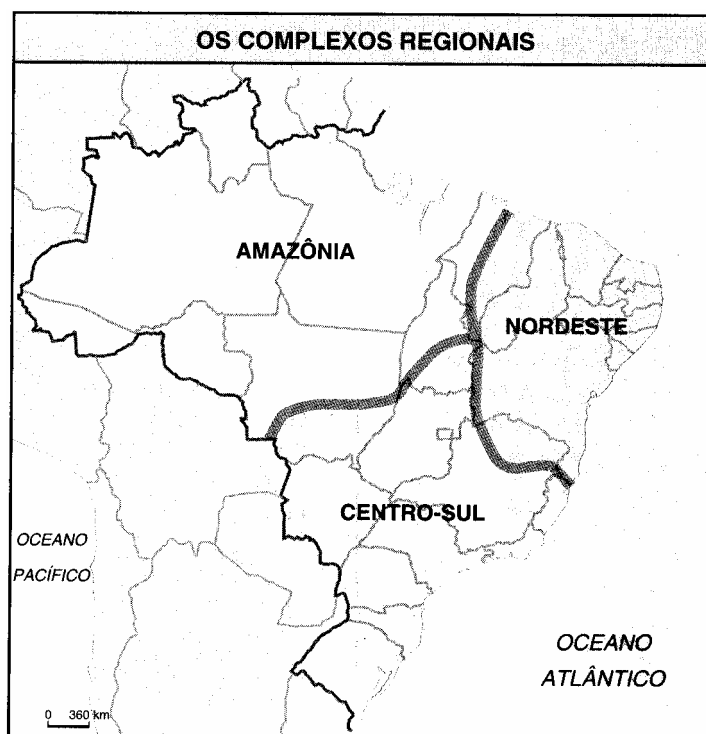 OS COMPLEXOS REGIONAIS
AMAZÔNIA
NORDESTE
CENTRO-SUL
OCEANO
PACÍFICO
OCEANO
ATLÂNTICO
0 360 km